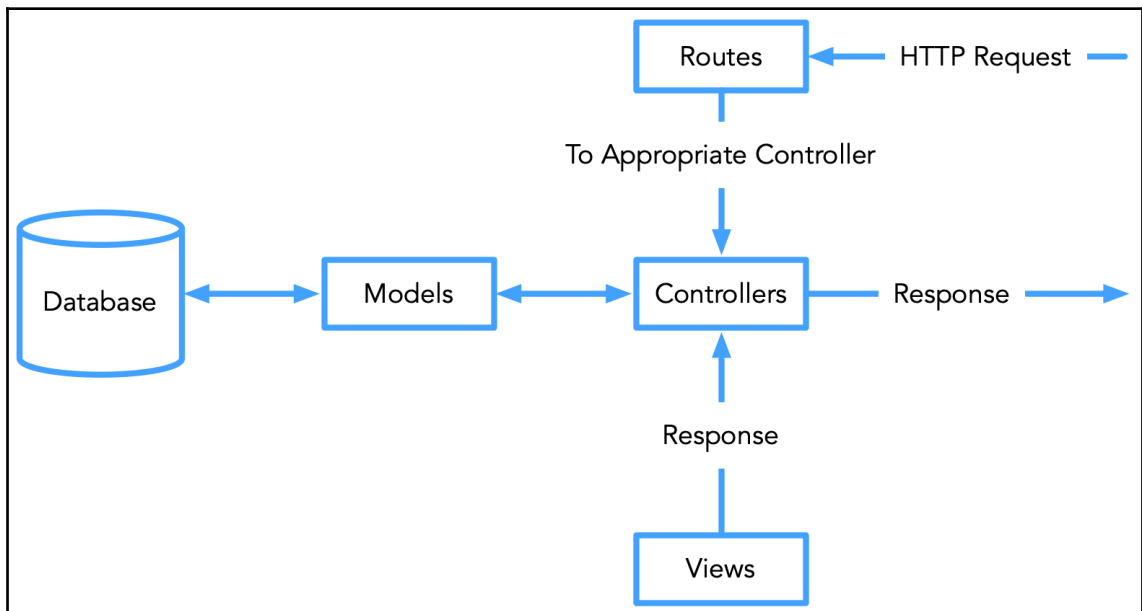 Routes
HTTP Request
To Appropriate Controller
Database
Models
Controllers
Response
Response
Views